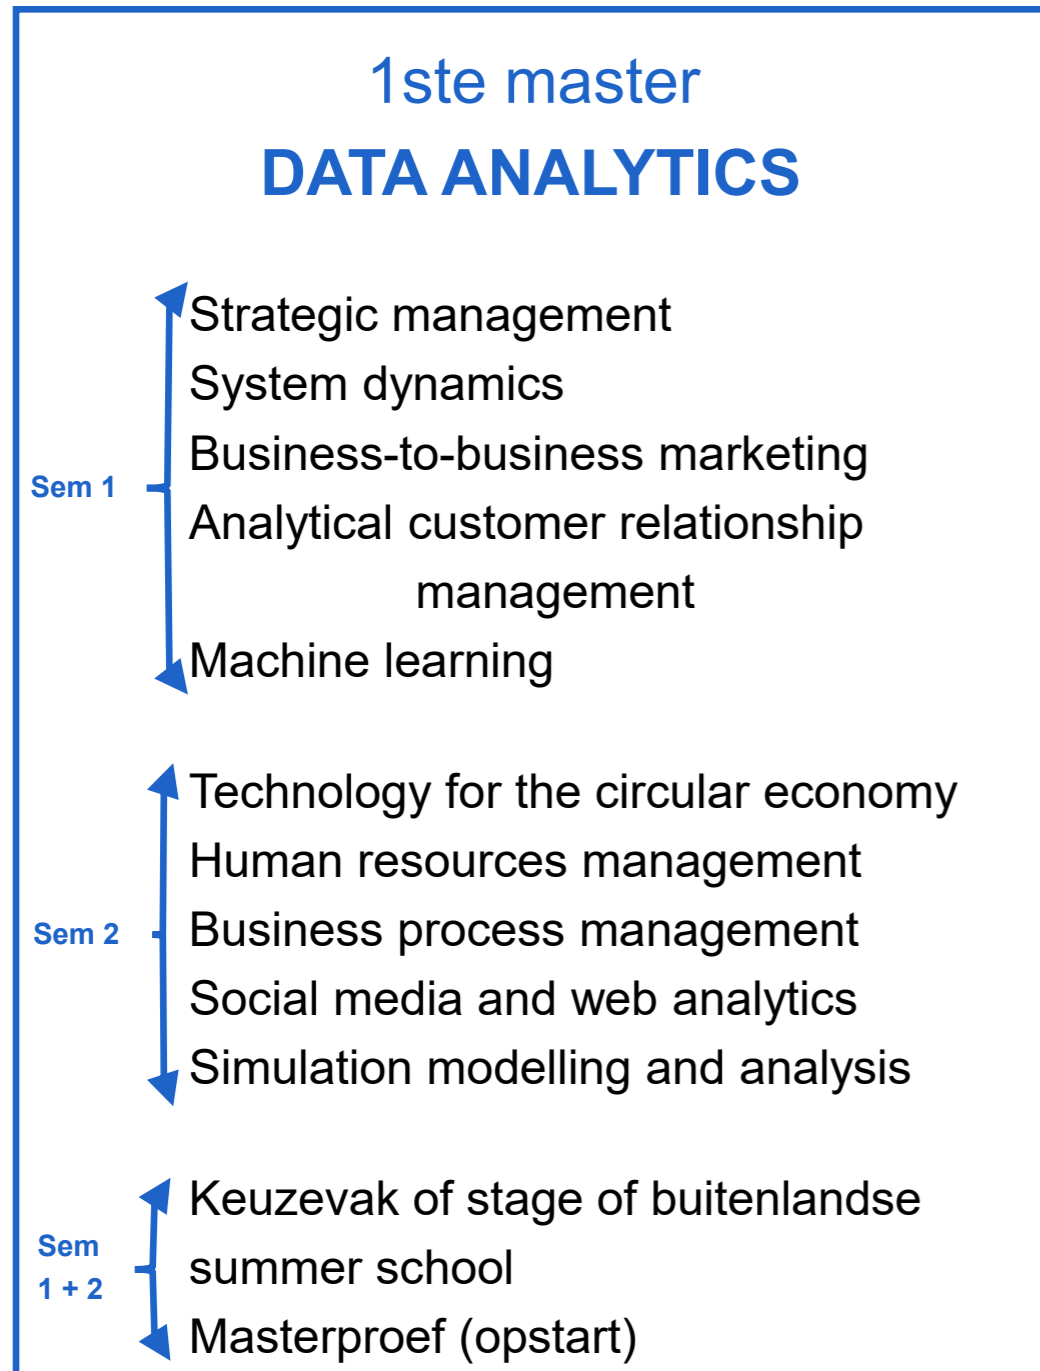 1ste master
DATA ANALYTICS
Sem 1
Strategic management
System dynamics
Business-to-business marketing
Analytical customer relationship
management
Machine learning
Sem 2
Technology for the circular economy
Human resources management
Business process management
Social media and web analytics
Simulation modelling and analysis
Sem
1 + 2
Keuzevak of stage of buitenlandse
summer school
Masterproef (opstart)